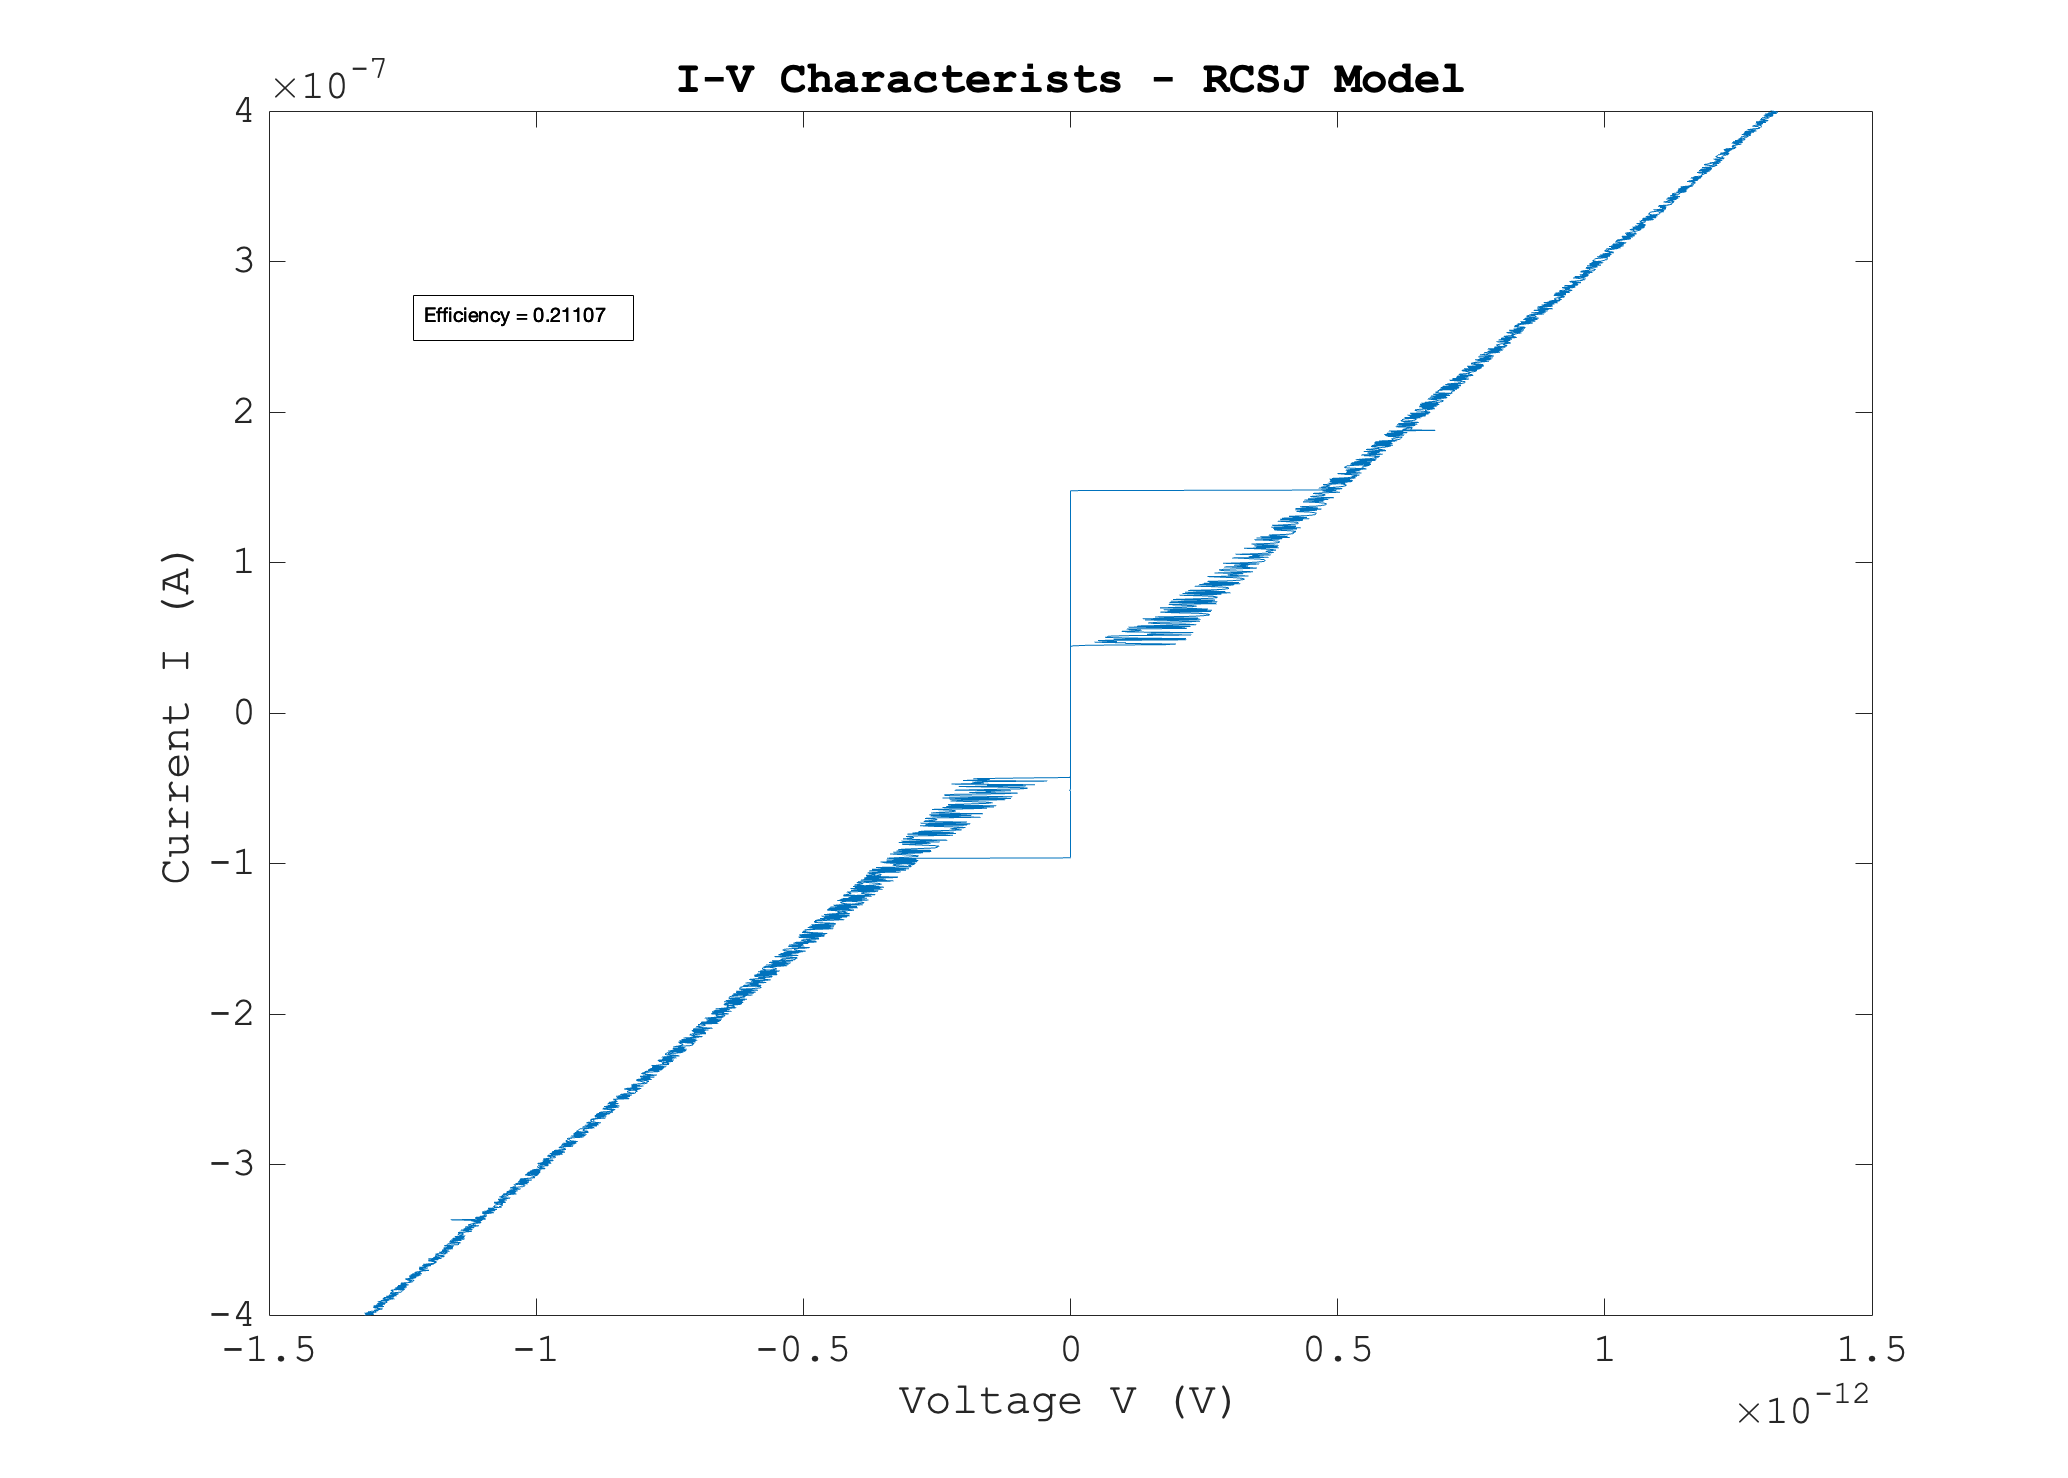 I-V Characterists - RCSJ Model
×10⁻⁷
4
3
2
1
0
-1
-2
-3
-4
Current I (A)
Efficiency = 0.21107
-1.5 -1 -0.5 0 0.5 1 1.5
Voltage V (V)
×10⁻¹²